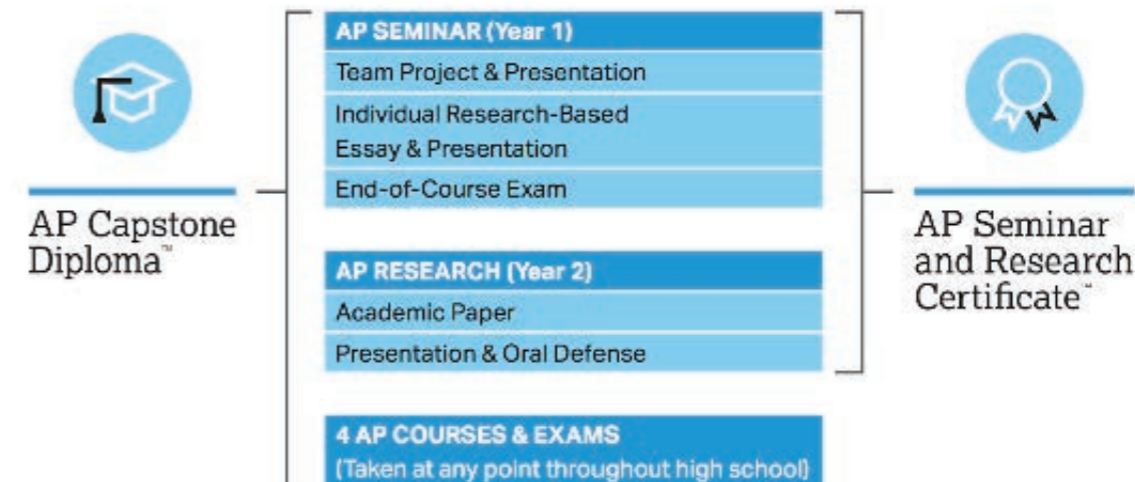 AP Capstone
Diploma™
AP SEMINAR (Year 1)
Team Project & Presentation
Individual Research-Based
Essay & Presentation
End-of-Course Exam
AP RESEARCH (Year 2)
Academic Paper
Presentation & Oral Defense
4 AP COURSES & EXAMS
(Taken at any point throughout high school)
AP Seminar
and Research
Certificate™